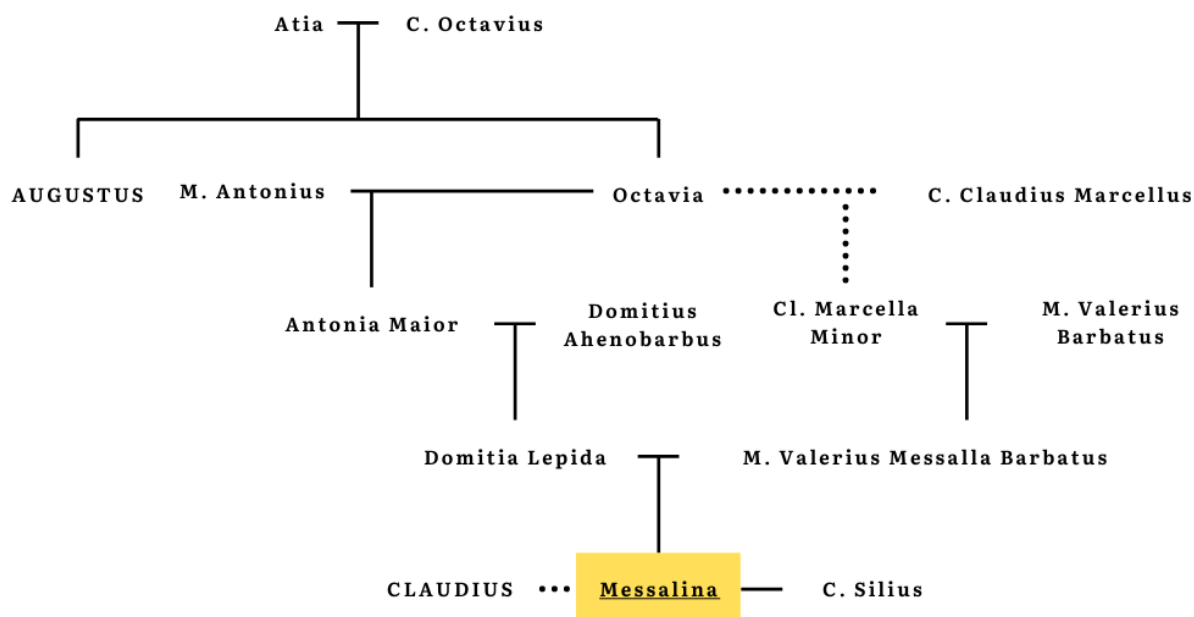 Atia
C. Octavius
AUGUSTUS
M. Antonius
Octavia
C. Claudius Marcellus
Antonia Maior
Domitius
Ahenobarbus
Cl. Marcella
Minor
M. Valerius
Barbatus
Domitia Lepida
M. Valerius Messalla Barbatus
CLAUDIUS
Messalina
C. Silius